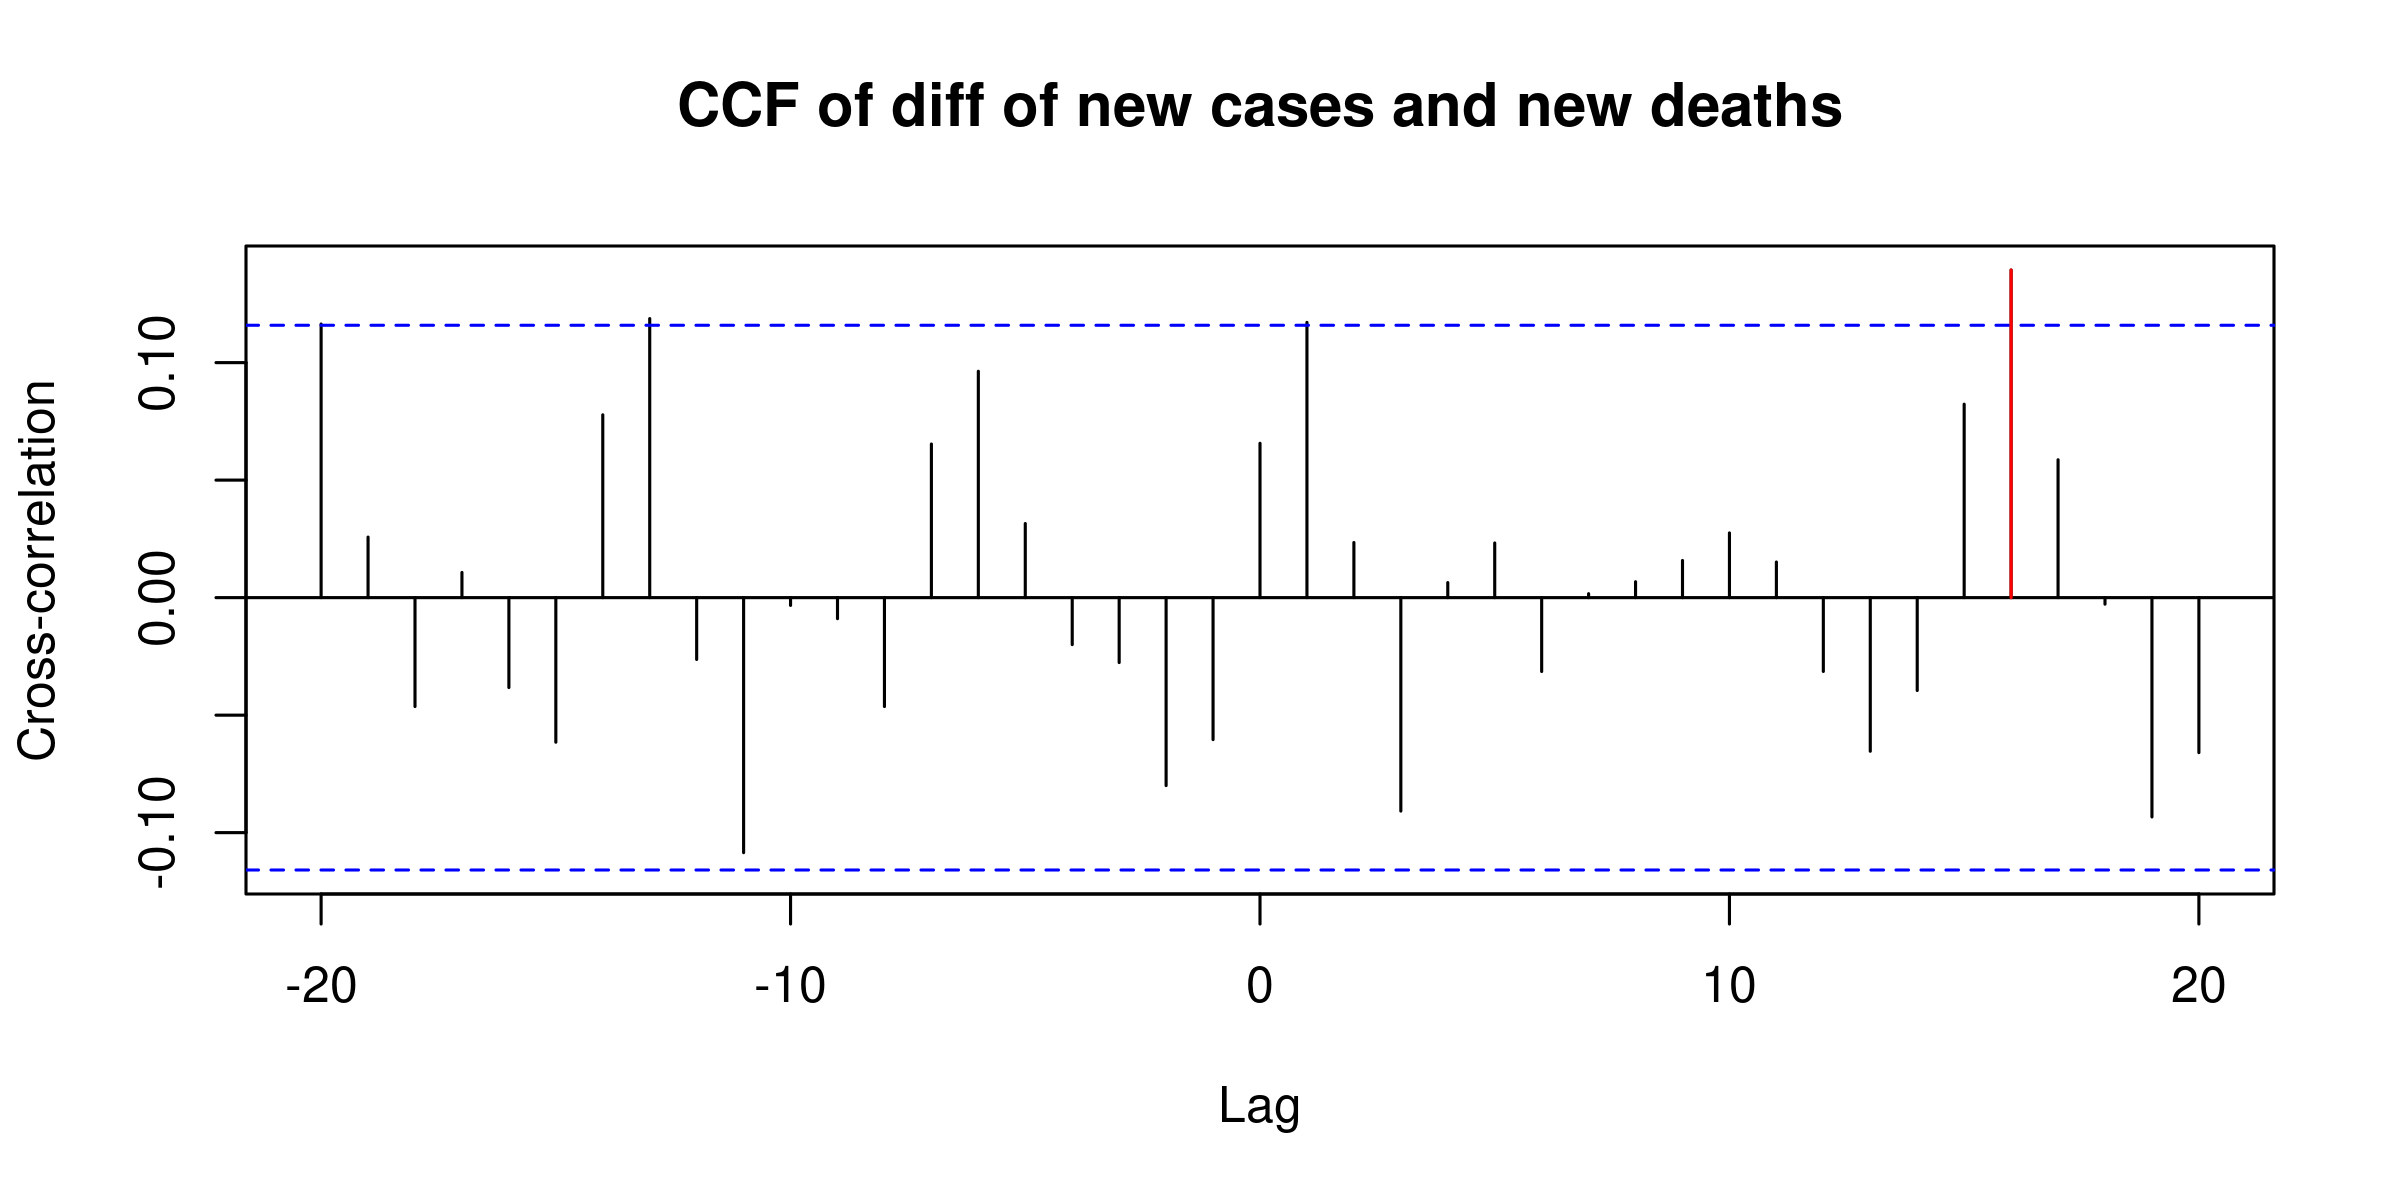 CCF of diff of new cases and new deaths
Cross-correlation
0.10
0.00
-0.10
-20
-10
0
10
20
Lag